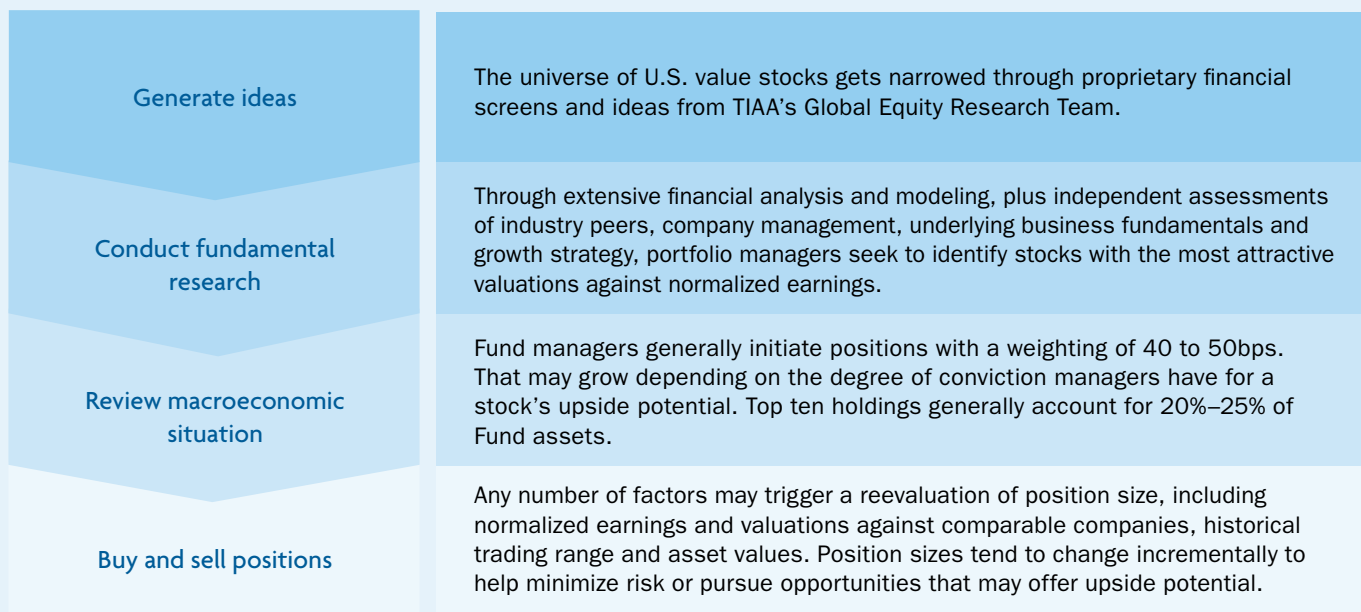 Generate ideas
The universe of U.S. value stocks gets narrowed through proprietary financial
screens and ideas from TIAA's Global Equity Research Team.
Conduct fundamental
research
Through extensive financial analysis and modeling, plus independent assessments
of industry peers, company management, underlying business fundamentals and
growth strategy, portfolio managers seek to identify stocks with the most attractive
valuations against normalized earnings.
Review macroeconomic
situation
Fund managers generally initiate positions with a weighting of 40 to 50bps.
That may grow depending on the degree of conviction managers have for a
stock's upside potential. Top ten holdings generally account for 20%–25% of
Fund assets.
Buy and sell positions
Any number of factors may trigger a reevaluation of position size, including
normalized earnings and valuations against comparable companies, historical
trading range and asset values. Position sizes tend to change incrementally to
help minimize risk or pursue opportunities that may offer upside potential.